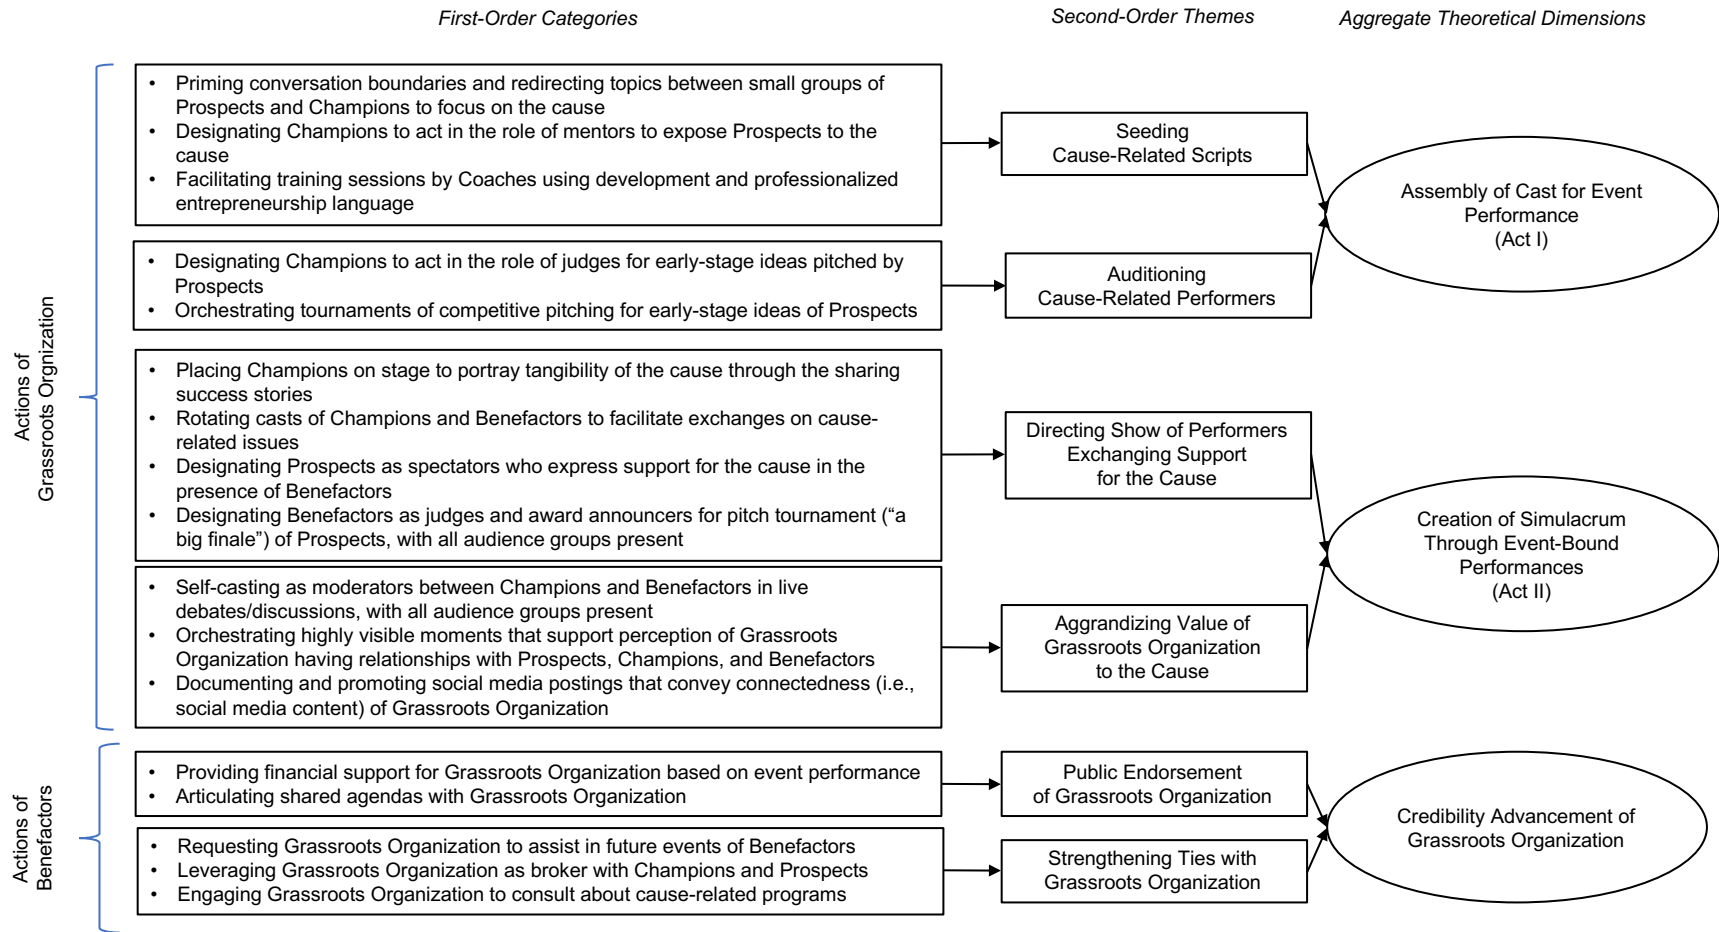 First-Order Categories
Second-Order Themes
Aggregate Theoretical Dimensions
Actions of
Grassroots Orgnization
• Priming conversation boundaries and redirecting topics between small groups of
Prospects and Champions to focus on the cause
• Designating Champions to act in the role of mentors to expose Prospects to the
cause
• Facilitating training sessions by Coaches using development and professionalized
entrepreneurship language
Seeding
Cause-Related Scripts
• Designating Champions to act in the role of judges for early-stage ideas pitched by
Prospects
• Orchestrating tournaments of competitive pitching for early-stage ideas of Prospects
Auditioning
Cause-Related Performers
Assembly of Cast for Event
Performance
(Act I)
• Placing Champions on stage to portray tangibility of the cause through the sharing
success stories
• Rotating casts of Champions and Benefactors to facilitate exchanges on cause-
related issues
• Designating Prospects as spectators who express support for the cause in the
presence of Benefactors
• Designating Benefactors as judges and award announcers for pitch tournament (“a
big finale”) of Prospects, with all audience groups present
Directing Show of Performers
Exchanging Support
for the Cause
• Self-casting as moderators between Champions and Benefactors in live
debates/discussions, with all audience groups present
• Orchestrating highly visible moments that support perception of Grassroots
Organization having relationships with Prospects, Champions, and Benefactors
• Documenting and promoting social media postings that convey connectedness (i.e.,
social media content) of Grassroots Organization
Aggrandizing Value of
Grassroots Organization
to the Cause
Creation of Simulacrum
Through Event-Bound
Performances
(Act II)
Actions of
Benefactors
• Providing financial support for Grassroots Organization based on event performance
• Articulating shared agendas with Grassroots Organization
Public Endorsement
of Grassroots Organization
• Requesting Grassroots Organization to assist in future events of Benefactors
• Leveraging Grassroots Organization as broker with Champions and Prospects
• Engaging Grassroots Organization to consult about cause-related programs
Strengthening Ties with
Grassroots Organization
Credibility Advancement of
Grassroots Organization